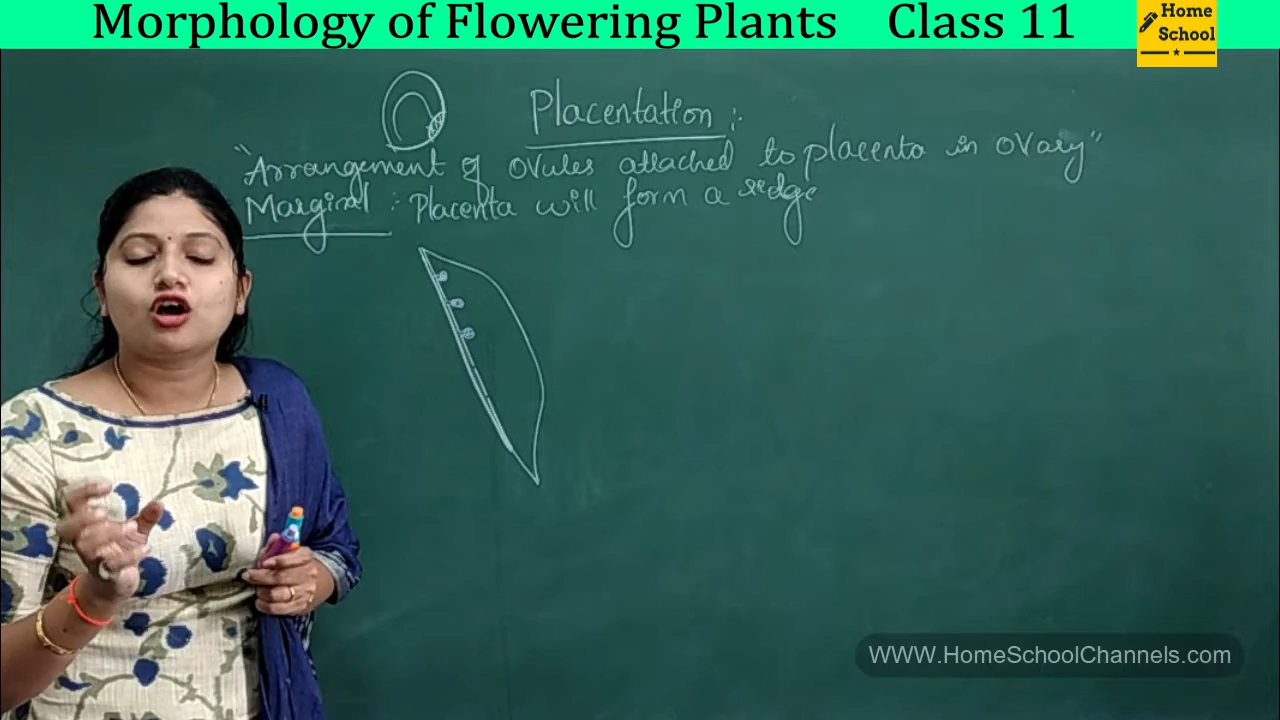 Morphology of Flowering Plants Class 11
Home
School
Placentation :-
"Arrangement of ovules attached to placenta in ovary"
Marginal :- Placenta will form a ridge
WWW.HomeSchoolChannels.com